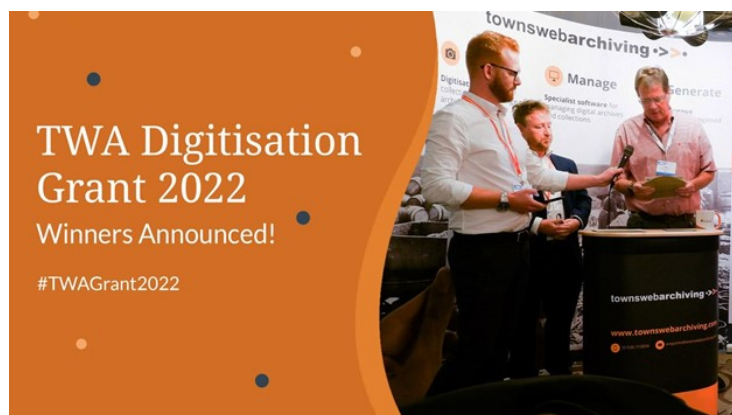 TWA Digitisation
Grant 2022
Winners Announced!
#TWAGrant2022
townswebarchiving
Manage
Specialist software for
managing digital archives
and collections
Generate
townswebarchiving
www.townswebarchiving.com